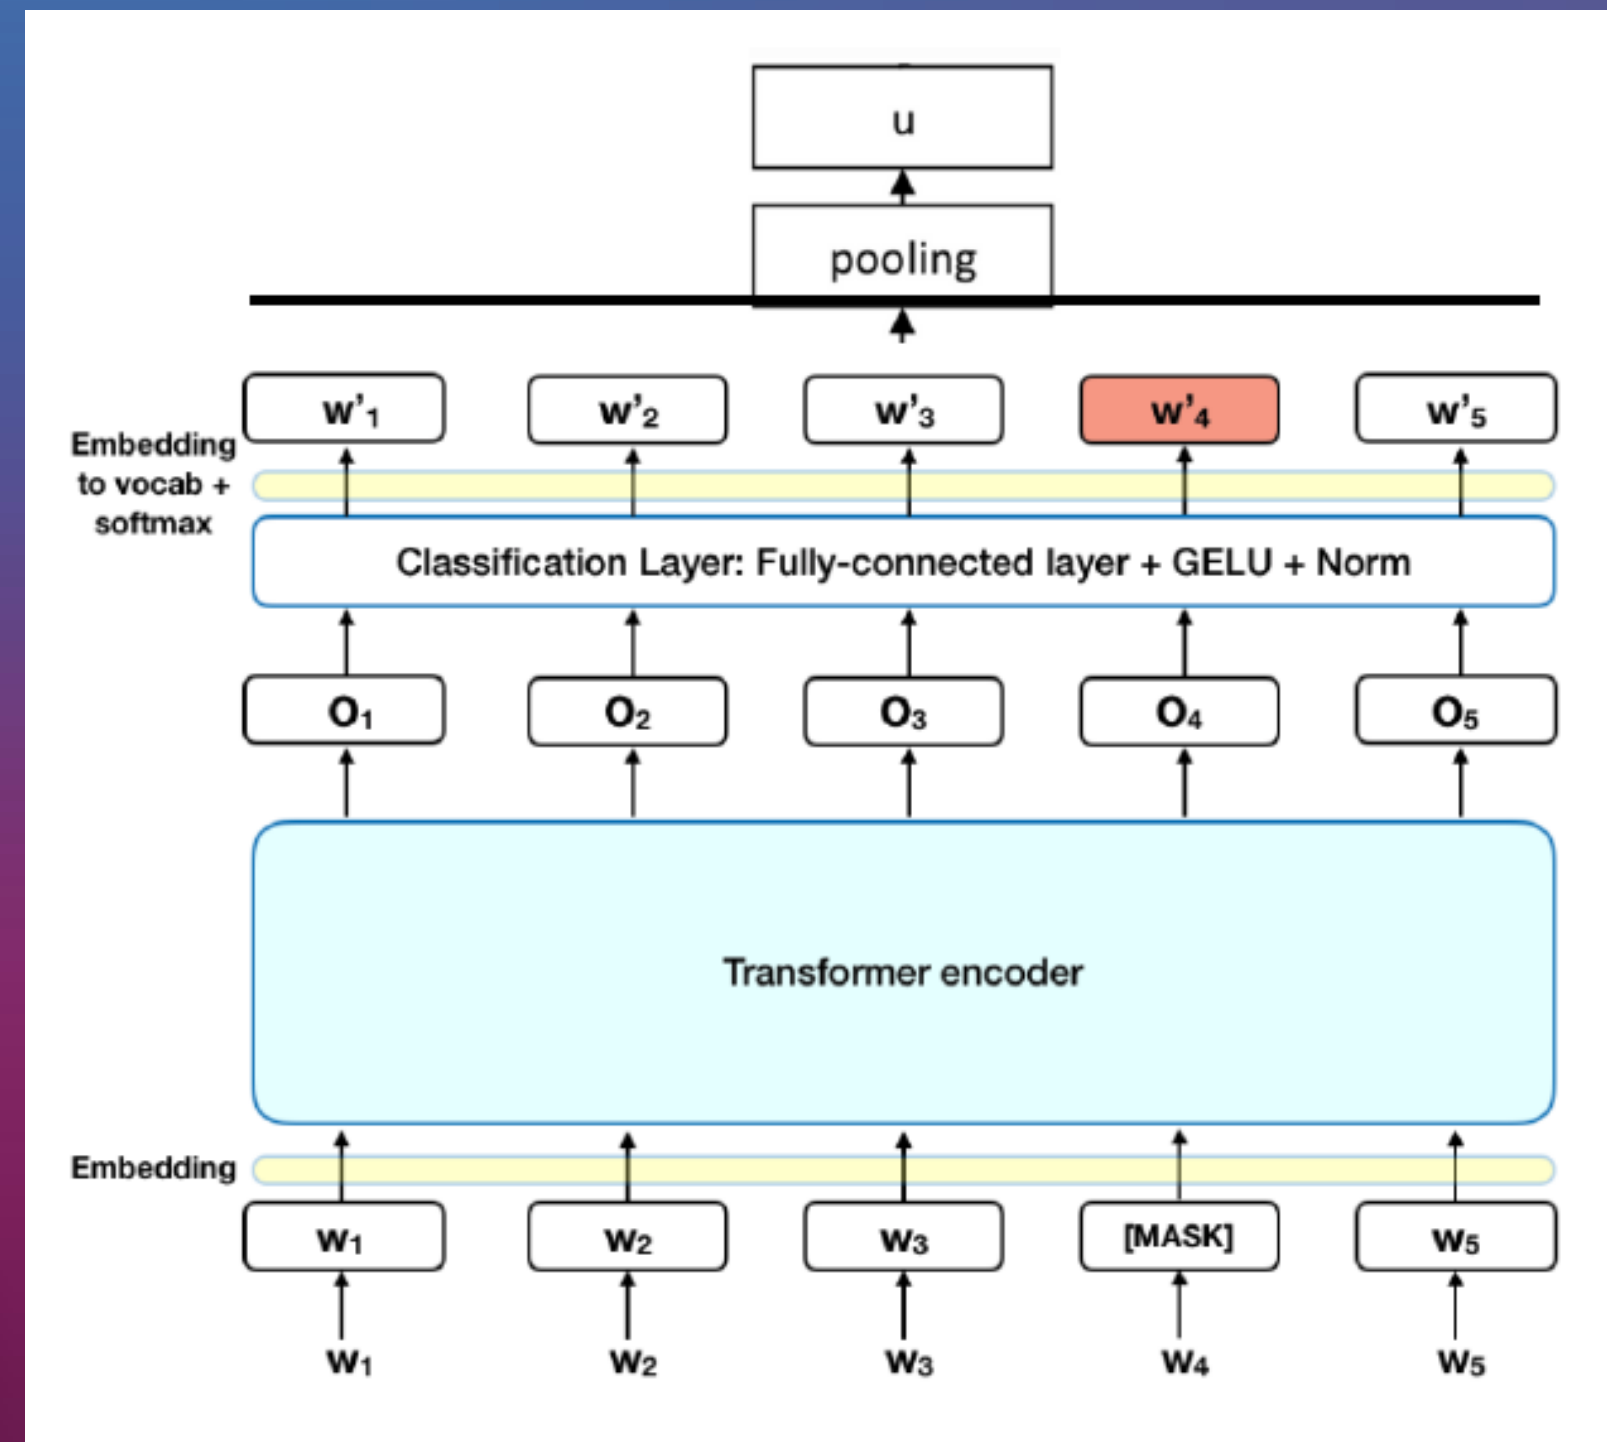 u
pooling
w’₁ w’₂ w’₃ w’₄ w’₅
Embedding
to vocab +
softmax
Classification Layer: Fully-connected layer + GELU + Norm
O₁ O₂ O₃ O₄ O₅
Transformer encoder
Embedding
W₁ W₂ W₃ [MASK] W₅
W₁ W₂ W₃ W₄ W₅